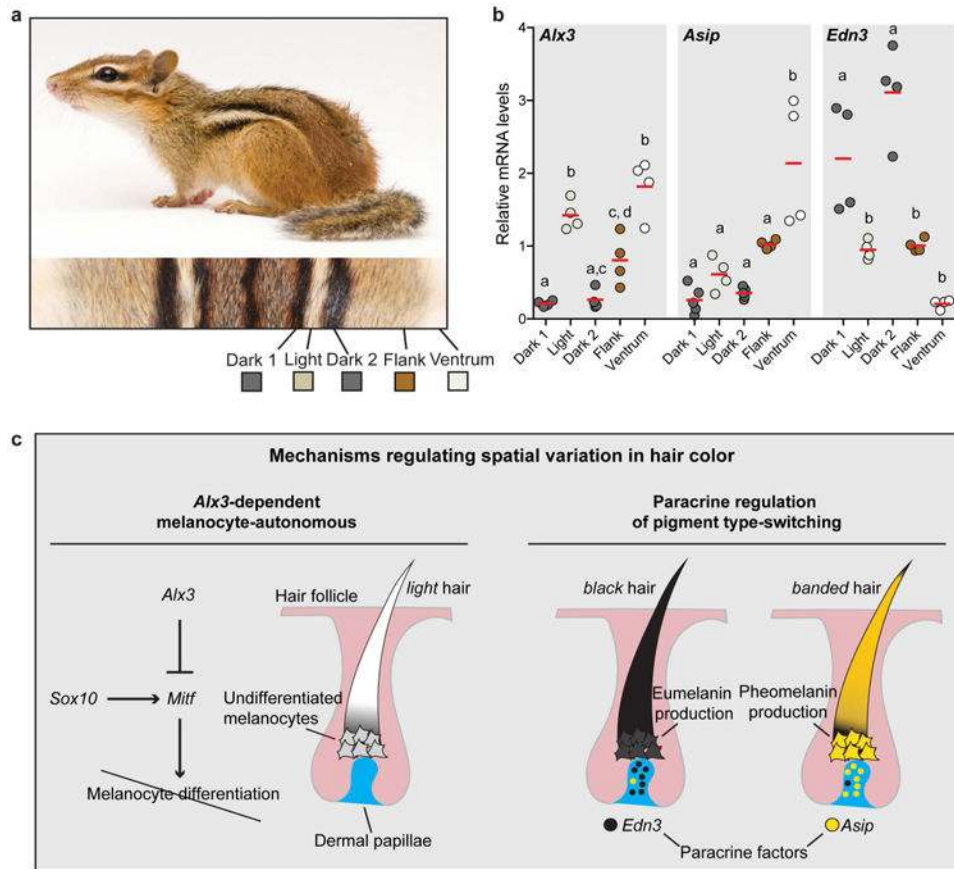 a
Dark 1 Light Dark 2 Flank Ventrum
b
Relative mRNA levels
4
3
2
1
0
Alx3
a
b
a,c
c, d
b
Dark 1
Light
Dark 2
Flank
Ventrum
Asip
a
a
a
a
b
Dark 1
Light
Dark 2
Flank
Ventrum
Edn3
a
b
a
b
b
Dark 1
Light
Dark 2
Flank
Ventrum
c
Mechanisms regulating spatial variation in hair color
Alx3-dependent
melanocyte-autonomous
Alx3
Sox10
Mitf
Melanocyte differentiation
Hair follicle
light hair
Undifferentiated
melanocytes
Dermal papillae
Paracrine regulation
of pigment type-switching
black hair
banded hair
Eumelanin
production
Pheomelanin
production
Edn3
Asip
Paracrine factors